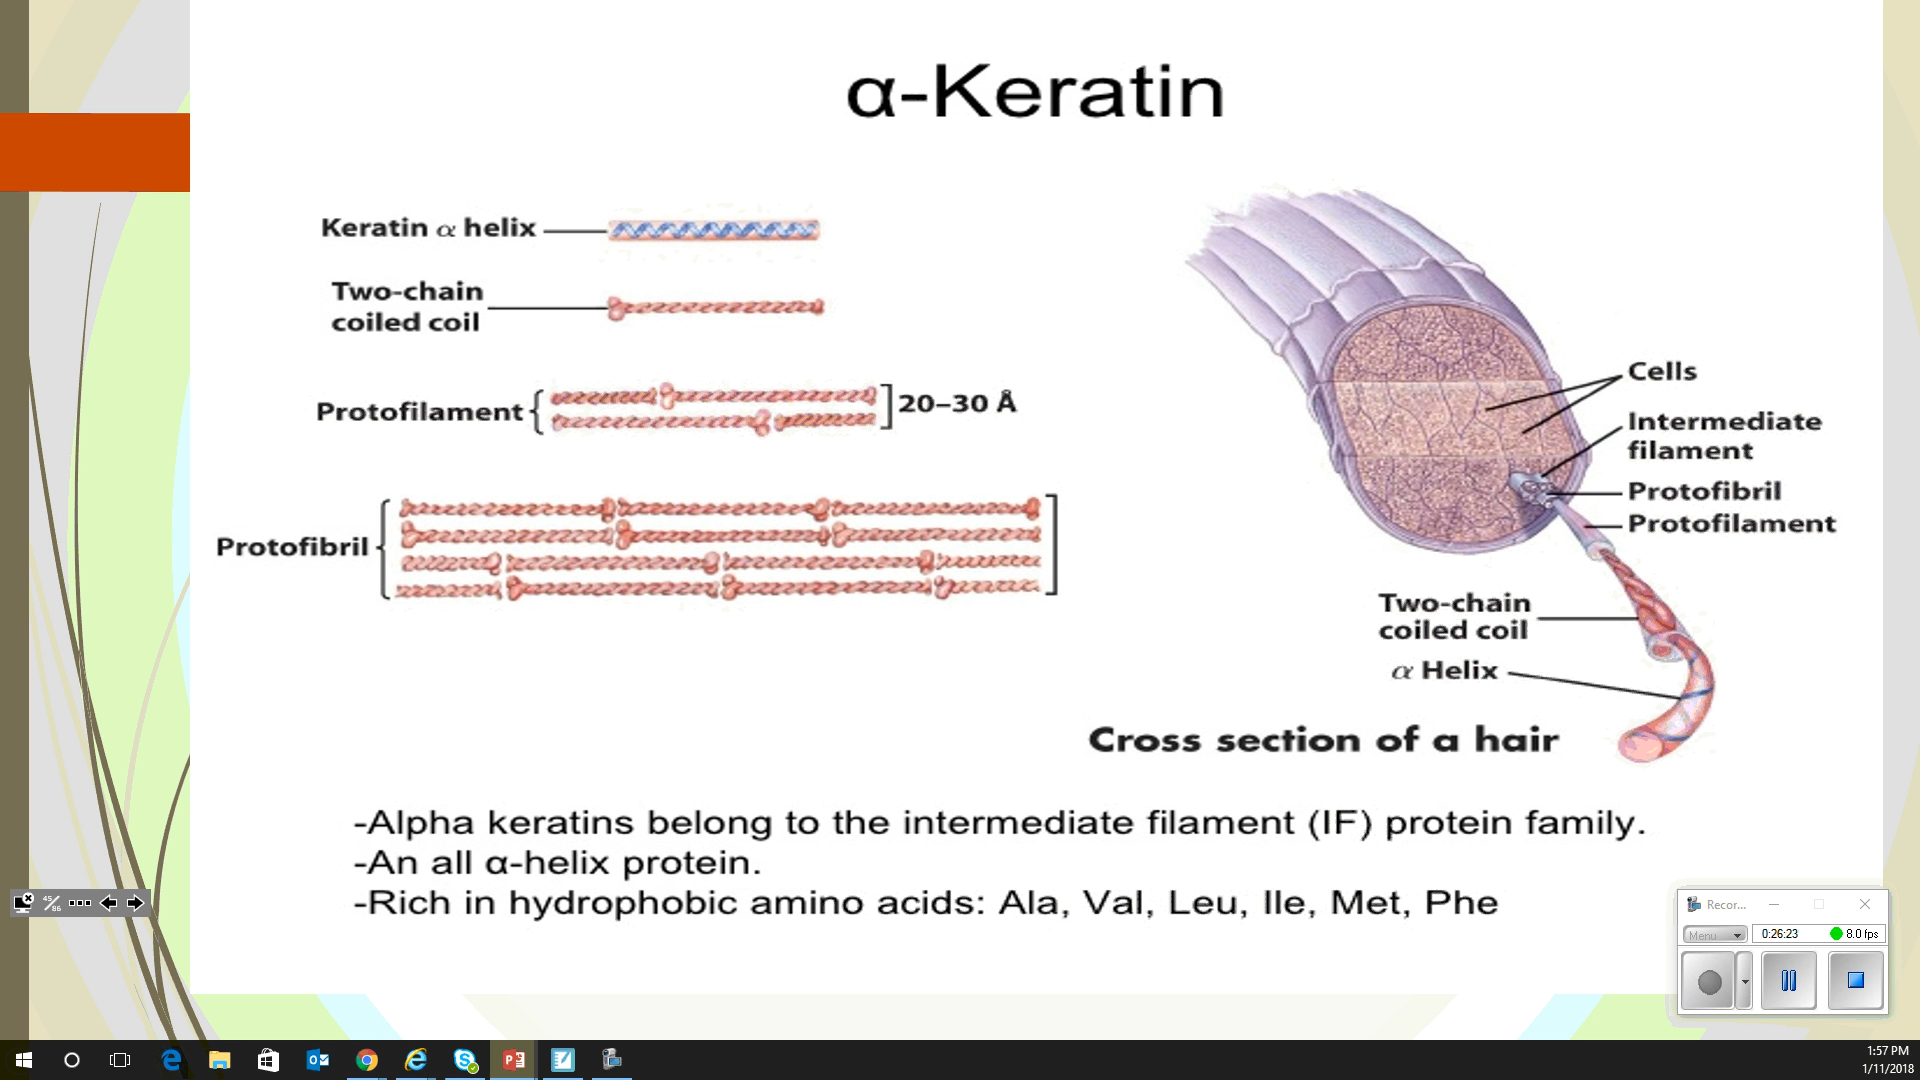 α-Keratin
Keratin α helix
Two-chain
coiled coil
Protofilament
20–30 Å
Protofibril
Cells
Intermediate
filament
Protofibril
Protofilament
Two-chain
coiled coil
α Helix
Cross section of a hair
-Alpha keratins belong to the intermediate filament (IF) protein family.
-An all α-helix protein.
-Rich in hydrophobic amino acids: Ala, Val, Leu, Ile, Met, Phe
45/86
Recor...
Menu
0:26:23
8.0 fps
1:57 PM
1/11/2018